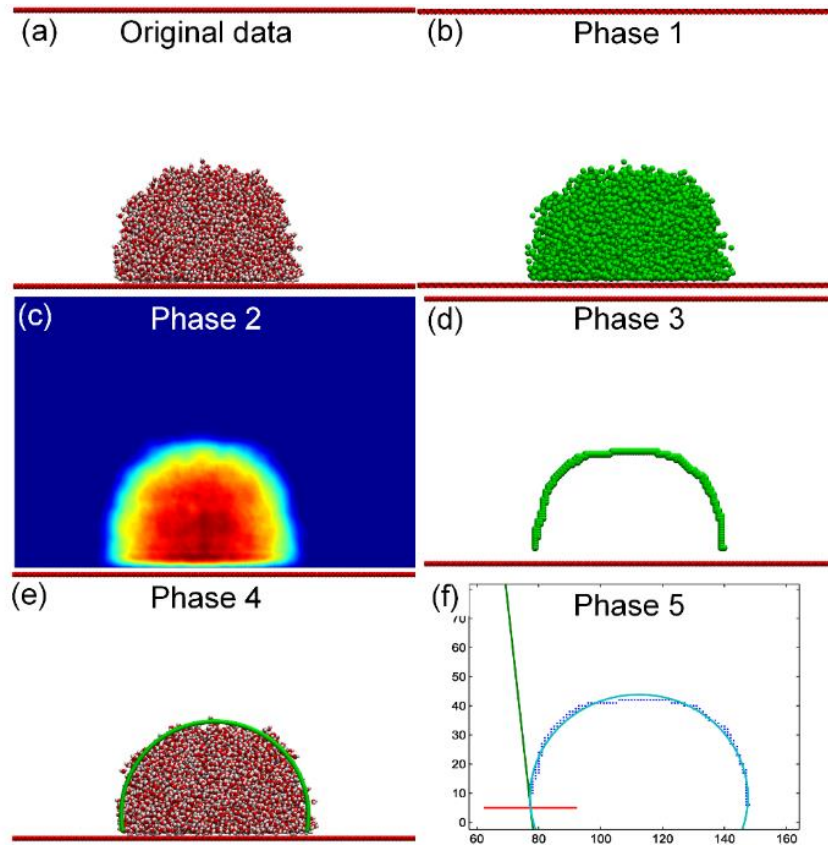 (a) Original data
(b) Phase 1
(c) Phase 2
(d) Phase 3
(e) Phase 4
(f) Phase 5
70
60
50
40
30
20
10
0
60 80 100 120 140 160